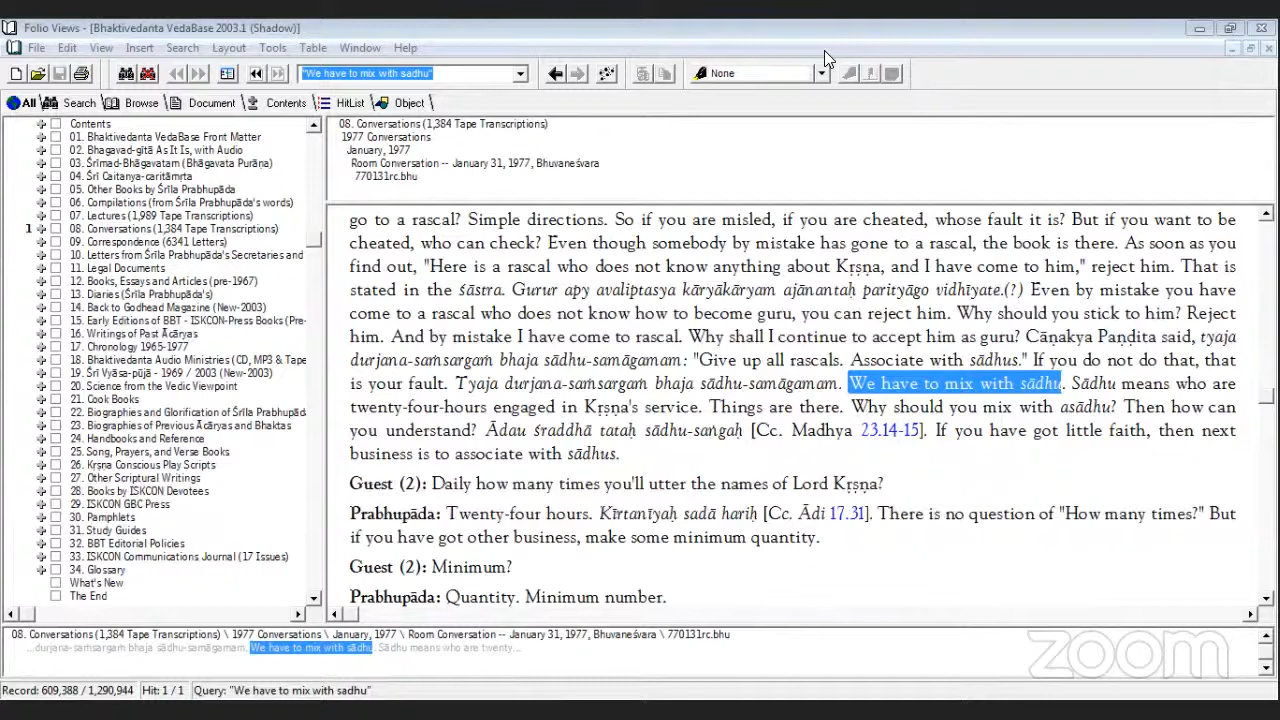 Folio Views - [Bhaktivedanta VedaBase 2003.1 (Shadow)]
File Edit View Insert Search Layout Tools Table Window Help
"We have to mix with sadhu" None
All Search Browse Document Contents HitList Object
Contents
01. Bhaktivedanta VedaBase Front Matter
02. Bhagavad-gītā As It Is, with Audio
03. Śrīmad-Bhāgavatam (Bhāgavata Purāṇa)
04. Śrī Caitanya-caritāmṛta
05. Other Books by Śrīla Prabhupāda
06. Compilations (from Śrīla Prabhupāda's words)
07. Lectures (1,989 Tape Transcriptions)
1 08. Conversations (1,384 Tape Transcriptions)
09. Correspondence (6341 Letters)
10. Letters from Śrīla Prabhupāda's Secretaries and
11. Legal Documents
12. Books, Essays and Articles (pre-1967)
13. Diaries (Śrīla Prabhupāda's)
14. Back to Godhead Magazine (New-2003)
15. Early Editions of BBT - ISKCON-Press Books (Pre-
16. Writings of Past Ācāryas
17. Chronology 1965-1977
18. Bhaktivedanta Audio Ministries (CD, MP3 & Tape
19. Śrī Vyāsa-pūjā - 1969 / 2003 (New-2003)
20. Science from the Vedic Viewpoint
21. Cook Books
22. Biographies and Glorification of Śrīla Prabhupād
23. Biographies of Previous Ācāryas and Bhaktas
24. Handbooks and Reference
25. Song, Prayers, and Verse Books
26. Kṛṣṇa Conscious Play Scripts
27. Other Scriptural Writings
28. Books by ISKCON Devotees
29. ISKCON GBC Press
30. Pamphlets
31. Study Guides
32. BBT Editorial Policies
33. ISKCON Communications Journal (17 Issues)
34. Glossary
What's New
The End
08. Conversations (1,384 Tape Transcriptions)
1977 Conversations
January, 1977
Room Conversation -- January 31, 1977, Bhuvaneśvara
770131rc.bhu
go to a rascal? Simple directions. So if you are misled, if you are cheated, whose fault it is? But if you want to be
cheated, who can check? Even though somebody by mistake has gone to a rascal, the book is there. As soon as you
find out, "Here is a rascal who does not know anything about Kṛṣṇa, and I have come to him," reject him. That is
stated in the śāstra. Gurur apy avaliptasya kāryākāryam ajānantaḥ parityāgo vidhīyate.(?) Even by mistake you have
come to a rascal who does not know how to become guru, you can reject him. Why should you stick to him? Reject
him. And by mistake I have come to rascal. Why shall I continue to accept him as guru? Cāṇakya Paṇḍita said, tyaja
durjana-saṁsargaṁ bhaja sādhu-samāgamam: "Give up all rascals. Associate with sādhus." If you do not do that, that
is your fault. Tyaja durjana-saṁsargaṁ bhaja sādhu-samāgamam. We have to mix with sādhu. Sādhu means who are
twenty-four-hours engaged in Kṛṣṇa's service. Things are there. Why should you mix with asādhu? Then how can
you understand? Ādau śraddhā tataḥ sādhu-saṅgaḥ [Cc. Madhya 23.14-15]. If you have got little faith, then next
business is to associate with sādhus.
Guest (2): Daily how many times you'll utter the names of Lord Kṛṣṇa?
Prabhupāda: Twenty-four hours. Kīrtanīyaḥ sadā hariḥ [Cc. Ādi 17.31]. There is no question of "How many times?" But
if you have got other business, make some minimum quantity.
Guest (2): Minimum?
Prabhupāda: Quantity. Minimum number.
08. Conversations (1,384 Tape Transcriptions) \ 1977 Conversations \ January, 1977 \ Room Conversation -- January 31, 1977, Bhuvaneśvara \ 770131rc.bhu
...durjana-saṁsargaṁ bhaja sādhu-samāgamam. We have to mix with sādhu. Sādhu means who are twenty...
zoom
Record: 609,388 / 1,290,944 Hit: 1 / 1 Query: "We have to mix with sadhu"